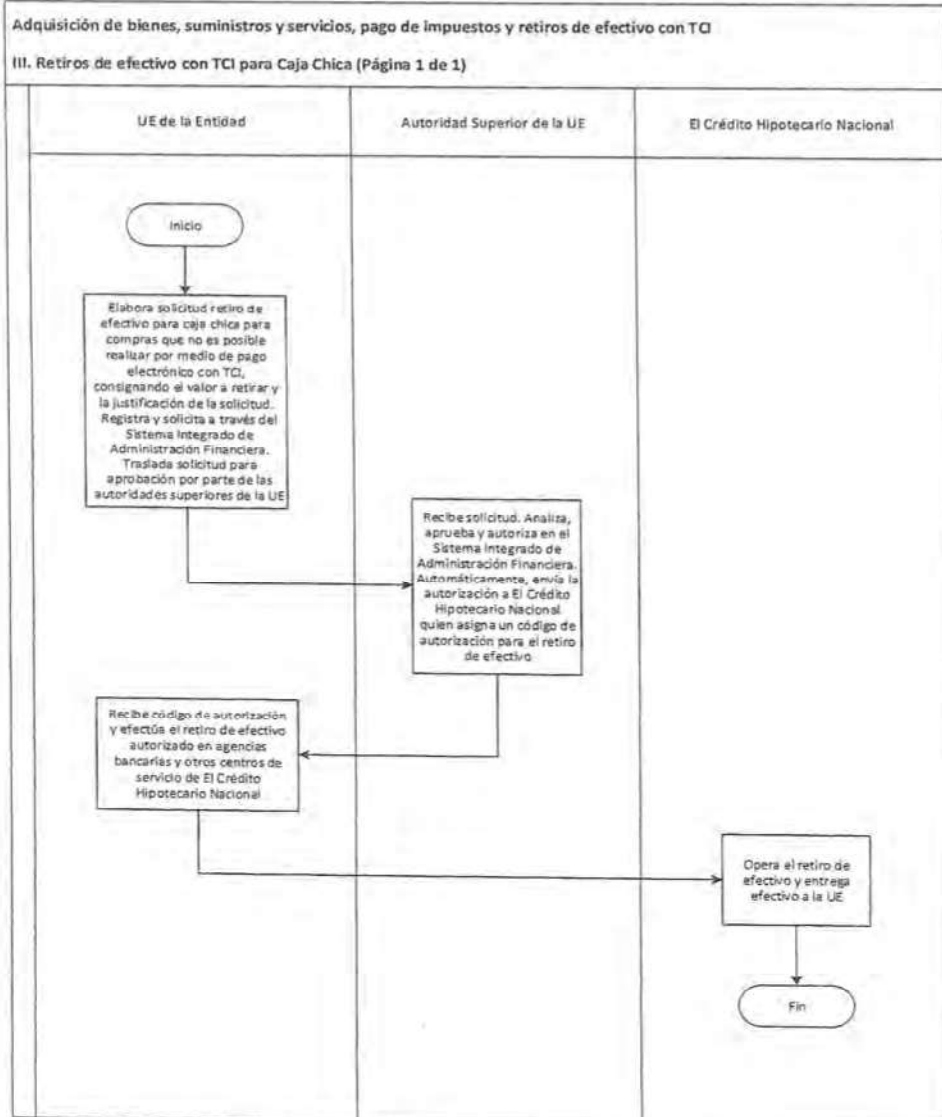 Adquisición de bienes, suministros y servicios, pago de impuestos y retiros de efectivo con TCI
III. Retiros de efectivo con TCI para Caja Chica (Página 1 de 1)
UE de la Entidad
Autoridad Superior de la UE
El Crédito Hipotecario Nacional
Inicio
Elabora solicitud retiro de
efectivo para caja chica para
compras que no es posible
realizar por medio de pago
electrónico con TCI,
consignando el valor a retirar y
la justificación de la solicitud.
Registra y solicita a través del
Sistema Integrado de
Administración Financiera.
Traslada solicitud para
aprobación por parte de las
autoridades superiores de la UE
Recibe solicitud. Analiza,
aprueba y autoriza en el
Sistema Integrado de
Administración Financiera.
Automáticamente, envía la
autorización a El Crédito
Hipotecario Nacional
quien asigna un código de
autorización para el retiro
de efectivo
Recibe código de autorización
y efectúa el retiro de efectivo
autorizado en agencias
bancarias y otros centros de
servicio de El Crédito
Hipotecario Nacional
Opera el retiro de
efectivo y entrega
efectivo a la UE
Fin